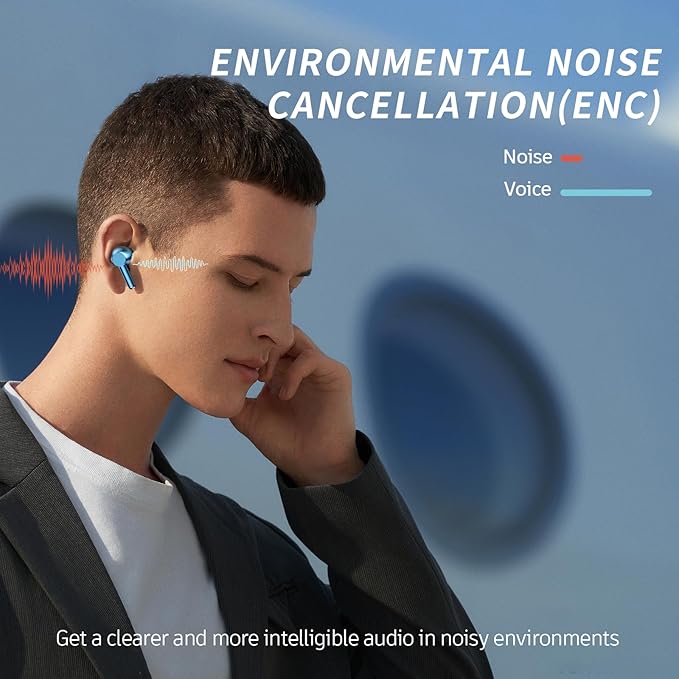 ENVIRONMENTAL NOISE
CANCELLATION(ENC)
Noise
Voice
Get a clearer and more intelligible audio in noisy environments